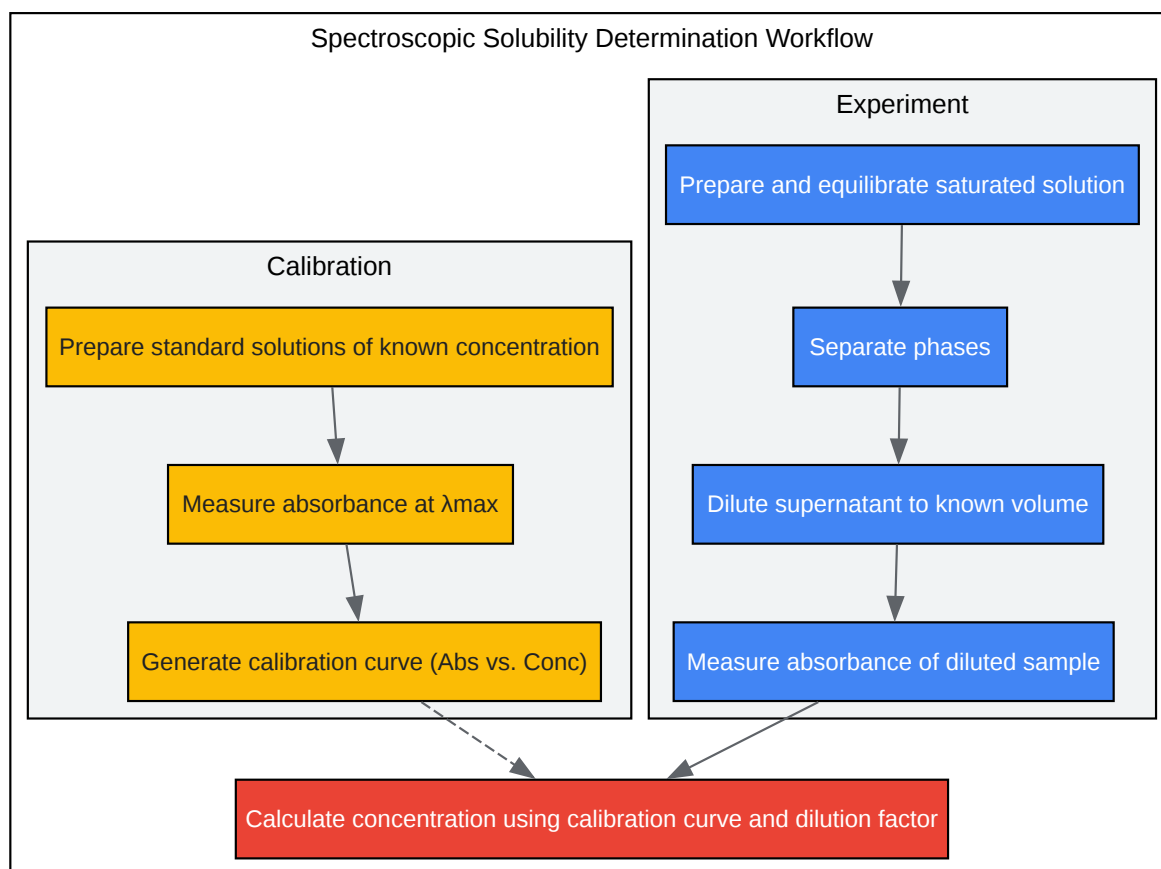 Spectroscopic Solubility Determination Workflow
Calibration
Prepare standard solutions of known concentration
Measure absorbance at λmax
Generate calibration curve (Abs vs. Conc)
Experiment
Prepare and equilibrate saturated solution
Separate phases
Dilute supernatant to known volume
Measure absorbance of diluted sample
Calculate concentration using calibration curve and dilution factor